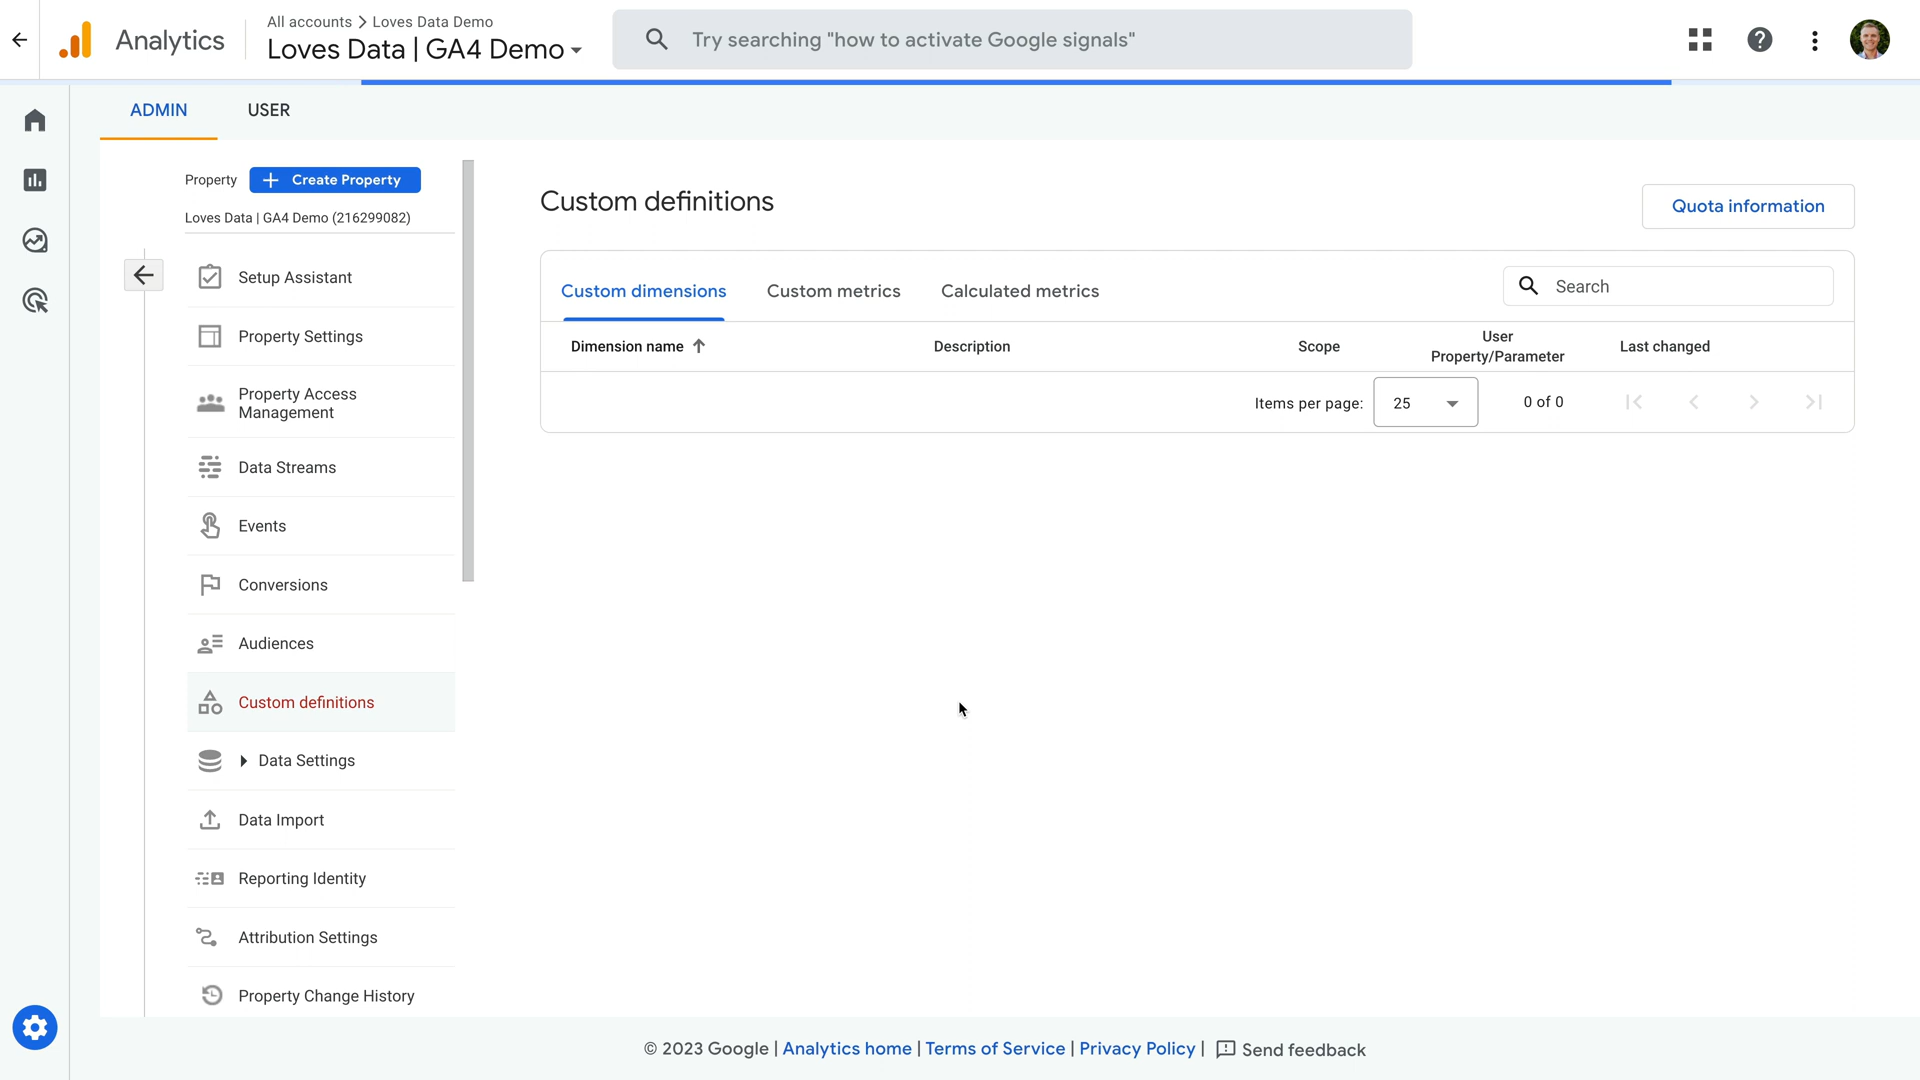 Analytics
All accounts > Loves Data Demo
Loves Data | GA4 Demo
Try searching "how to activate Google signals"
ADMIN
USER
Property
Create Property
Loves Data | GA4 Demo (216299082)
Setup Assistant
Property Settings
Property Access
Management
Data Streams
Events
Conversions
Audiences
Custom definitions
Data Settings
Data Import
Reporting Identity
Attribution Settings
Property Change History
Custom definitions
Quota information
Custom dimensions
Custom metrics
Calculated metrics
Search
Dimension name
Description
Scope
User
Property/Parameter
Last changed
Items per page:
25
0 of 0
© 2023 Google | Analytics home | Terms of Service | Privacy Policy | Send feedback